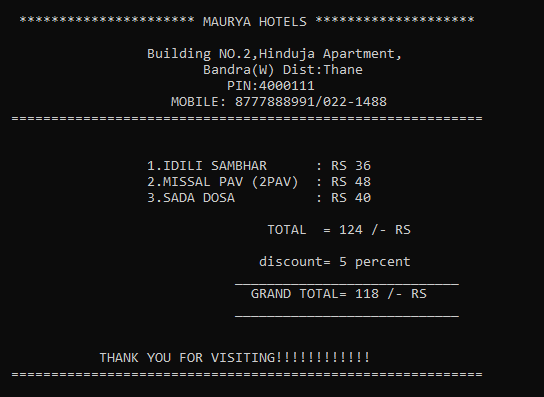 ********************** MAURYA HOTELS ********************
Building NO.2,Hinduja Apartment,
Bandra(W) Dist:Thane
PIN:4000111
MOBILE: 8777888991/022-1488
===========================================================
1.IDILI SAMBHAR      : RS 36
2.MISSAL PAV (2PAV)  : RS 48
3.SADA DOSA          : RS 40
TOTAL  = 124 /- RS
discount= 5 percent
____________________________
GRAND TOTAL= 118 /- RS
____________________________
THANK YOU FOR VISITING!!!!!!!!!!!!
===========================================================